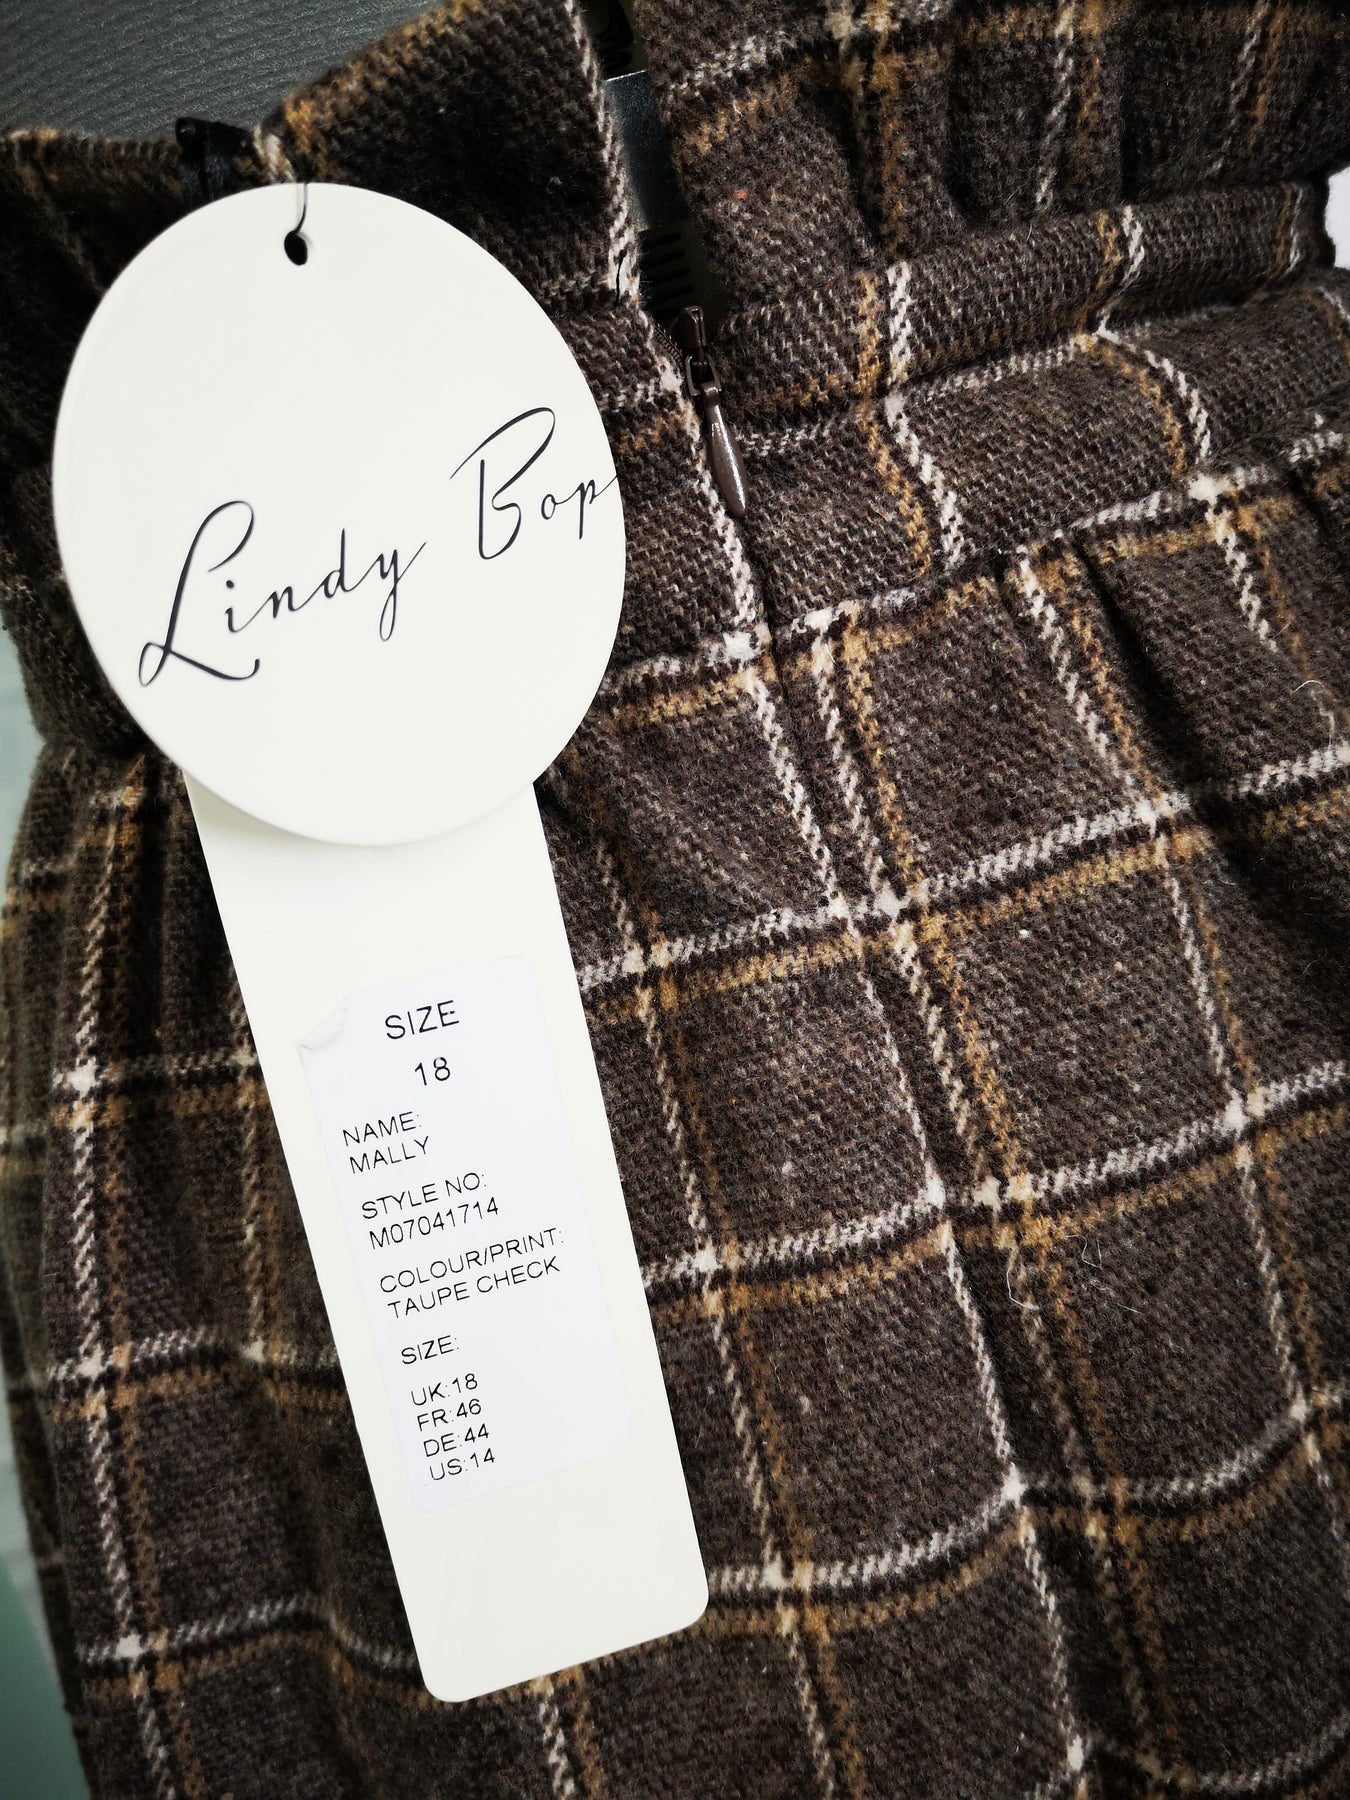 Lindy Bop
SIZE
18
NAME:
MALLY
STYLE NO:
M07041714
COLOUR/PRINT:
TAUPE CHECK
SIZE:
UK:18
FR:46
DE:44
US:14